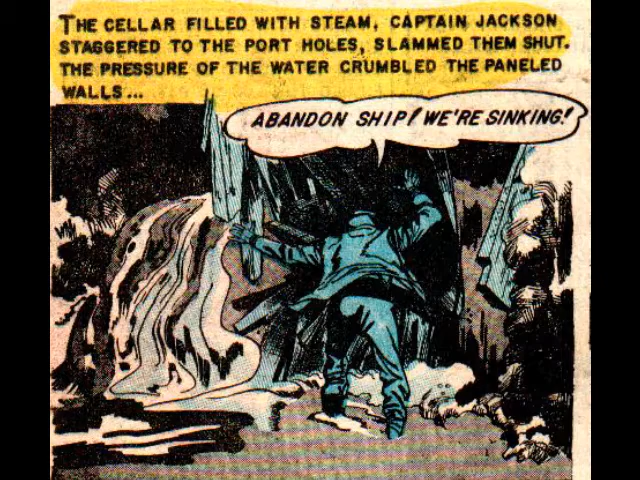 THE CELLAR FILLED WITH STEAM. CAPTAIN JACKSON
STAGGERED TO THE PORT HOLES, SLAMMED THEM SHUT.
THE PRESSURE OF THE WATER CRUMBLED THE PANELED
WALLS...
ABANDON SHIP! WE'RE SINKING!